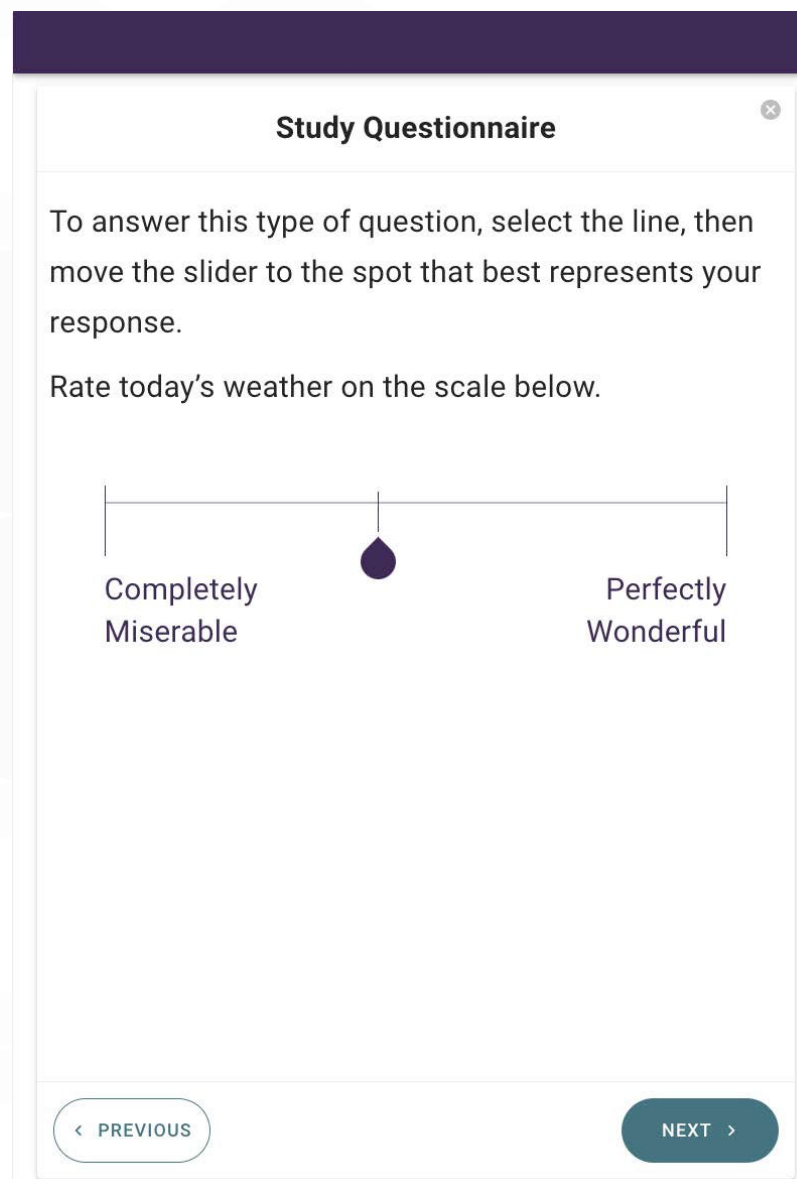 Study Questionnaire
To answer this type of question, select the line, then
move the slider to the spot that best represents your
response.
Rate today’s weather on the scale below.
Completely
Miserable
Perfectly
Wonderful
PREVIOUS
NEXT